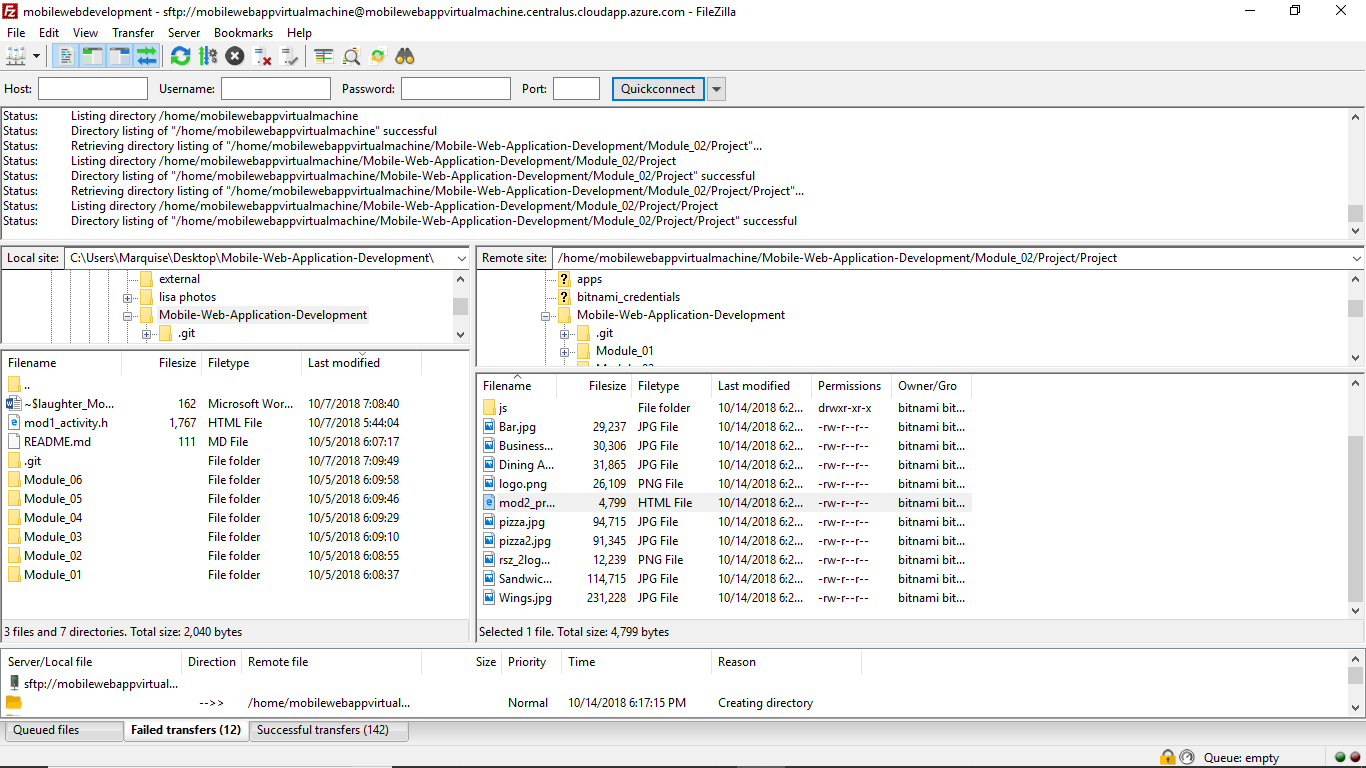 mobilewebdevelopment - sftp://mobilewebappvirtualmachine@mobilewebappvirtualmachine.centralus.cloudapp.azure.com - FileZilla
File Edit View Transfer Server Bookmarks Help
Host: Username: Password: Port: Quickconnect
Status: Listing directory /home/mobilewebappvirtualmachine
Status: Directory listing of "/home/mobilewebappvirtualmachine" successful
Status: Retrieving directory listing of "/home/mobilewebappvirtualmachine/Mobile-Web-Application-Development/Module_02/Project"...
Status: Listing directory /home/mobilewebappvirtualmachine/Mobile-Web-Application-Development/Module_02/Project
Status: Directory listing of "/home/mobilewebappvirtualmachine/Mobile-Web-Application-Development/Module_02/Project" successful
Status: Retrieving directory listing of "/home/mobilewebappvirtualmachine/Mobile-Web-Application-Development/Module_02/Project/Project"...
Status: Listing directory /home/mobilewebappvirtualmachine/Mobile-Web-Application-Development/Module_02/Project/Project
Status: Directory listing of "/home/mobilewebappvirtualmachine/Mobile-Web-Application-Development/Module_02/Project/Project" successful
Local site: C:\Users\Marquise\Desktop\Mobile-Web-Application-Development\
external
lisa photos
Mobile-Web-Application-Development
.git
Filename Filesize Filetype Last modified
..
~$laughter_Mo... 162 Microsoft Wor... 10/7/2018 7:08:40
mod1_activity.h 1,767 HTML File 10/7/2018 5:44:04
README.md 111 MD File 10/5/2018 6:07:17
.git File folder 10/7/2018 7:09:49
Module_06 File folder 10/5/2018 6:09:58
Module_05 File folder 10/5/2018 6:09:46
Module_04 File folder 10/5/2018 6:09:29
Module_03 File folder 10/5/2018 6:09:10
Module_02 File folder 10/5/2018 6:08:55
Module_01 File folder 10/5/2018 6:08:37
3 files and 7 directories. Total size: 2,040 bytes
Remote site: /home/mobilewebappvirtualmachine/Mobile-Web-Application-Development/Module_02/Project/Project
apps
bitnami_credentials
Mobile-Web-Application-Development
.git
Module_01
Filename Filesize Filetype Last modified Permissions Owner/Gro
js File folder 10/14/2018 6:2... drwxr-xr-x bitnami bit...
Bar.jpg 29,237 JPG File 10/14/2018 6:2... -rw-r--r-- bitnami bit...
Business... 30,306 JPG File 10/14/2018 6:2... -rw-r--r-- bitnami bit...
Dining A... 31,865 JPG File 10/14/2018 6:2... -rw-r--r-- bitnami bit...
logo.png 26,109 PNG File 10/14/2018 6:2... -rw-r--r-- bitnami bit...
mod2_pr... 4,799 HTML File 10/14/2018 6:2... -rw-r--r-- bitnami bit...
pizza.jpg 94,715 JPG File 10/14/2018 6:2... -rw-r--r-- bitnami bit...
pizza2.jpg 91,345 JPG File 10/14/2018 6:2... -rw-r--r-- bitnami bit...
rsz_2log... 12,239 PNG File 10/14/2018 6:2... -rw-r--r-- bitnami bit...
Sandwic... 114,715 JPG File 10/14/2018 6:2... -rw-r--r-- bitnami bit...
Wings.jpg 231,228 JPG File 10/14/2018 6:2... -rw-r--r-- bitnami bit...
Selected 1 file. Total size: 4,799 bytes
Server/Local file Direction Remote file Size Priority Time Reason
sftp://mobilewebappvirtual...
-->> /home/mobilewebappvirtual... Normal 10/14/2018 6:17:15 PM Creating directory
Queued files Failed transfers (12) Successful transfers (142)
Queue: empty